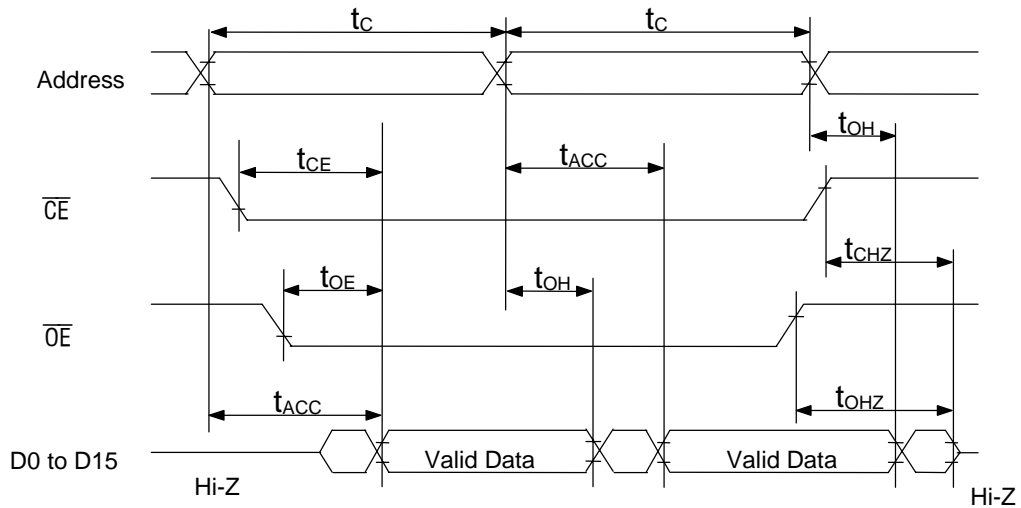 tC tC
Address
tOH
tCE tACC
CE
tCHZ
tOE tOH
OE
tACC tOHZ
D0 to D15 Valid Data Valid Data
Hi-Z Hi-Z